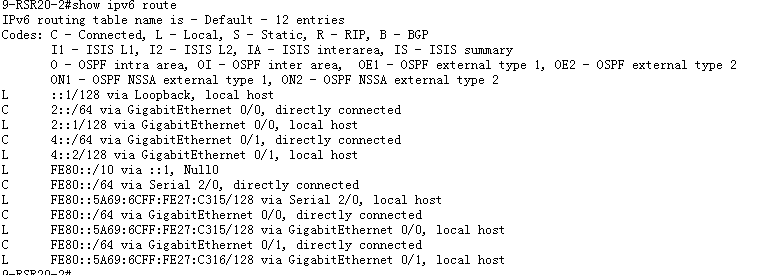 9-RSR20-2#show ipv6 route
IPv6 routing table name is - Default - 12 entries
Codes: C - Connected, L - Local, S - Static, R - RIP, B - BGP
I1 - ISIS L1, I2 - ISIS L2, IA - ISIS interarea, IS - ISIS summary
O - OSPF intra area, OI - OSPF inter area, OE1 - OSPF external type 1, OE2 - OSPF external type 2
ON1 - OSPF NSSA external type 1, ON2 - OSPF NSSA external type 2
L ::1/128 via Loopback, local host
C 2::/64 via GigabitEthernet 0/0, directly connected
L 2::1/128 via GigabitEthernet 0/0, local host
C 4::/64 via GigabitEthernet 0/1, directly connected
L 4::2/128 via GigabitEthernet 0/1, local host
L FE80::/10 via ::1, Null0
C FE80::/64 via Serial 2/0, directly connected
L FE80::5A69:6CFF:FE27:C315/128 via Serial 2/0, local host
C FE80::/64 via GigabitEthernet 0/0, directly connected
L FE80::5A69:6CFF:FE27:C315/128 via GigabitEthernet 0/0, local host
C FE80::/64 via GigabitEthernet 0/1, directly connected
L FE80::5A69:6CFF:FE27:C316/128 via GigabitEthernet 0/1, local host
9-RSR20-2#